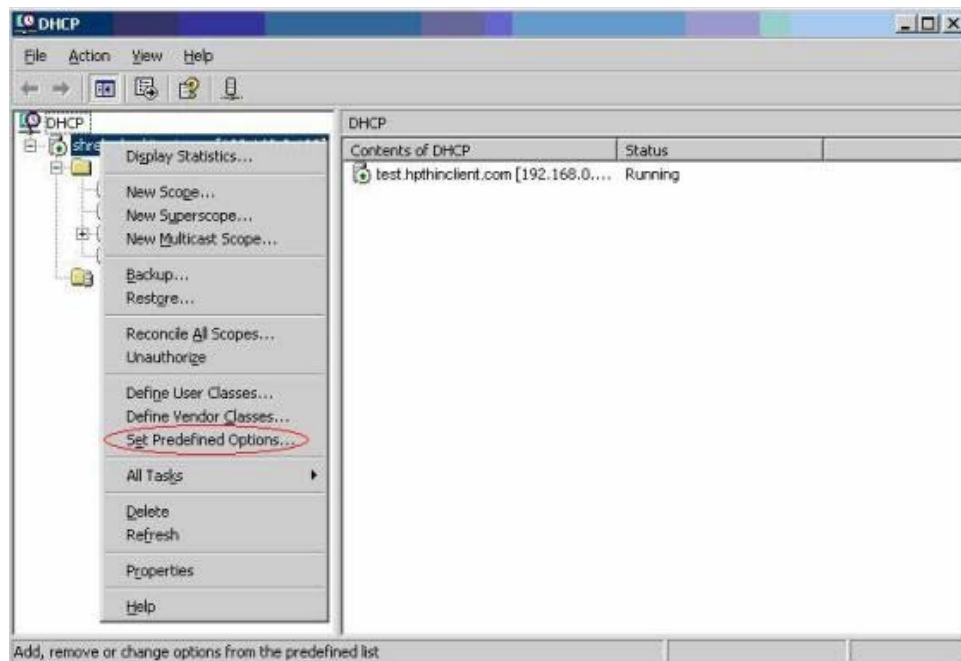 DHCP
File Action View Help
DHCP
shre
Display Statistics...
New Scope...
New Superscope...
New Multicast Scope...
Backup...
Restore...
Reconcile All Scopes...
Unauthorize
Define User Classes...
Define Vendor Classes...
Set Predefined Options...
All Tasks
Delete
Refresh
Properties
Help
DHCP
Contents of DHCP Status
test.hpthinclient.com [192.168.0.... Running
Add, remove or change options from the predefined list